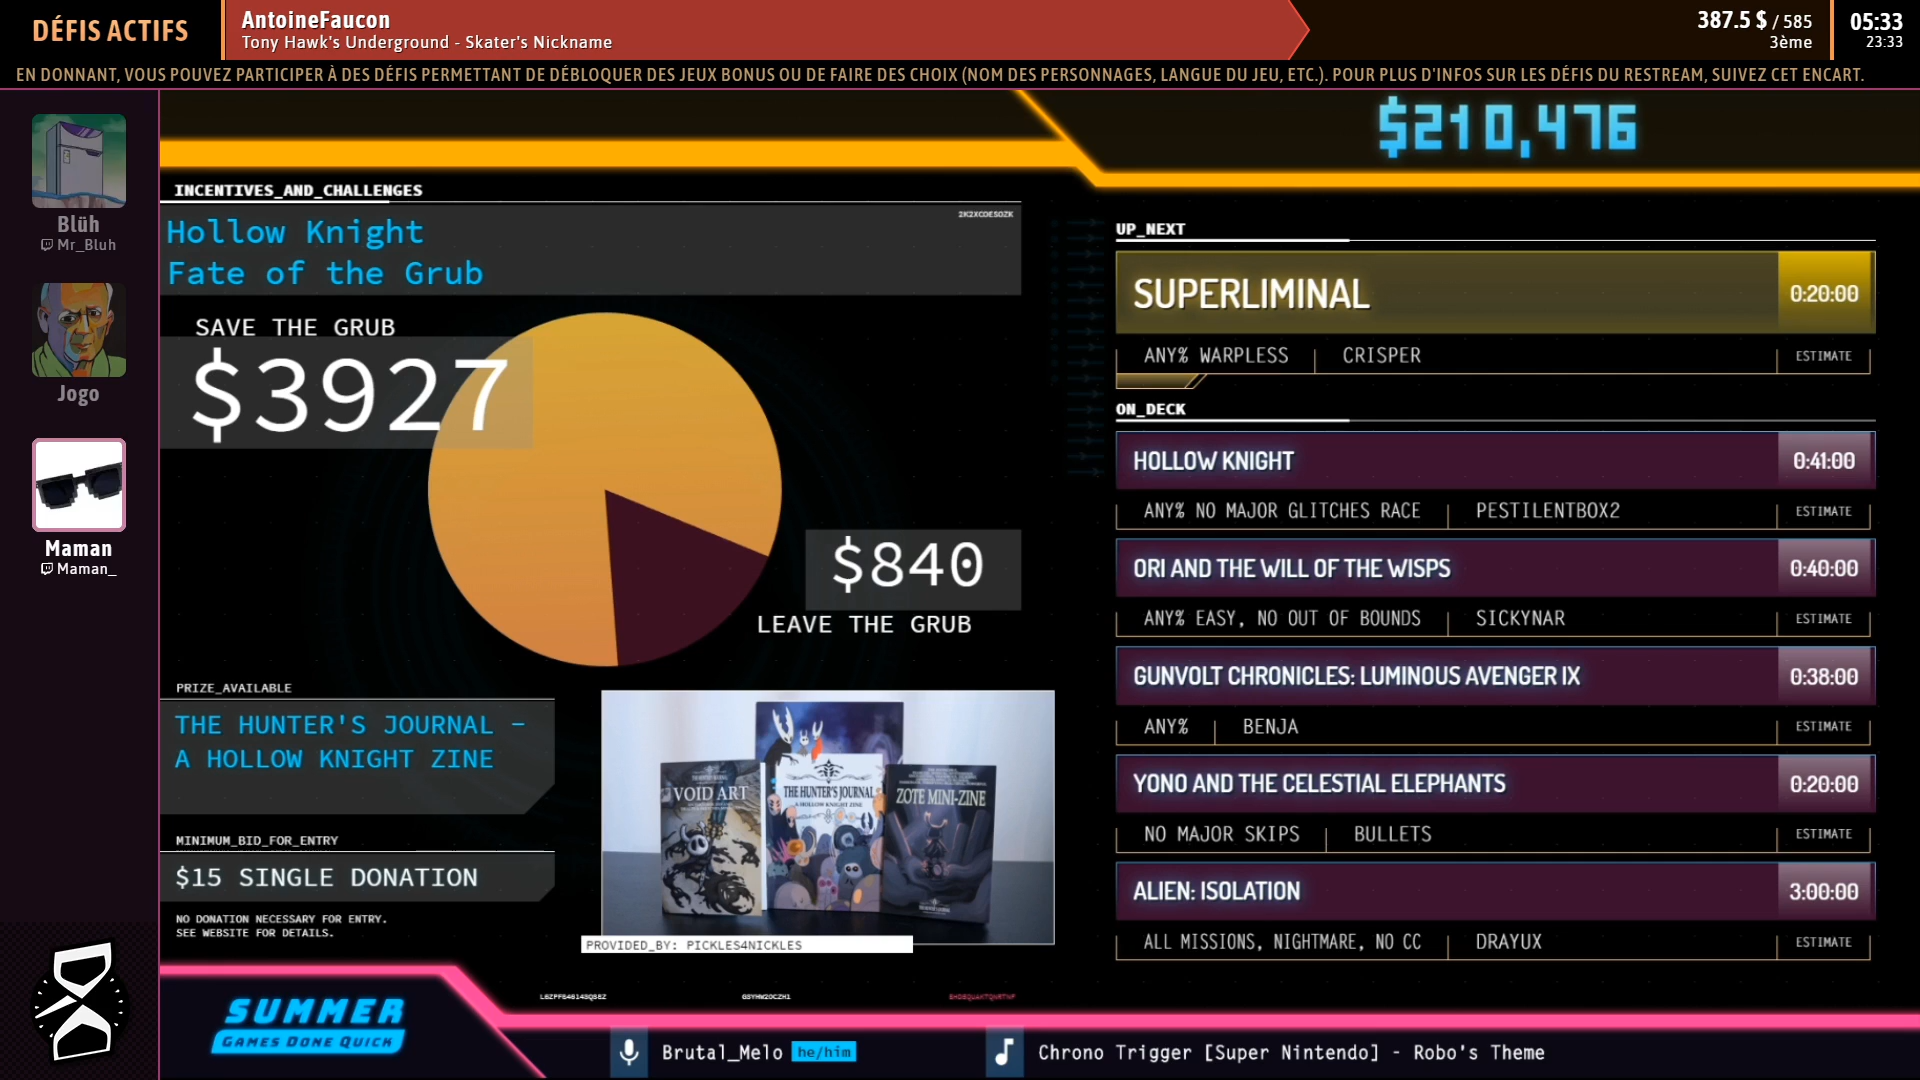 DÉFIS ACTIFS
AntoineFaucon
Tony Hawk's Underground - Skater's Nickname
387.5 $ / 585
3ème
05:33
23:33
EN DONNANT, VOUS POUVEZ PARTICIPER À DES DÉFIS PERMETTANT DE DÉBLOQUER DES JEUX BONUS OU DE FAIRE DES CHOIX (NOM DES PERSONNAGES, LANGUE DU JEU, ETC.). POUR PLUS D'INFOS SUR LES DÉFIS DU RESTREAM, SUIVEZ CET ENCART.
Blüh
Mr_Bluh
Jogo
Maman
Maman_
$210,476
INCENTIVES_AND_CHALLENGES
Hollow Knight
Fate of the Grub
SAVE THE GRUB
$3927
$840
LEAVE THE GRUB
PRIZE_AVAILABLE
THE HUNTER'S JOURNAL -
A HOLLOW KNIGHT ZINE
MINIMUM_BID_FOR_ENTRY
$15 SINGLE DONATION
NO DONATION NECESSARY FOR ENTRY.
SEE WEBSITE FOR DETAILS.
VOID ART
THE HUNTER'S JOURNAL
A HOLLOW KNIGHT ZINE
ZOTE MINI-ZINE
PROVIDED_BY: PICKLES4NICKLES
UP_NEXT
SUPERLIMINAL
0:20:00
ANY% WARPLESS
CRISPER
ESTIMATE
ON_DECK
HOLLOW KNIGHT
0:41:00
ANY% NO MAJOR GLITCHES RACE
PESTILENTBOX2
ESTIMATE
ORI AND THE WILL OF THE WISPS
0:40:00
ANY% EASY, NO OUT OF BOUNDS
SICKYNAR
ESTIMATE
GUNVOLT CHRONICLES: LUMINOUS AVENGER IX
0:38:00
ANY%
BENJA
ESTIMATE
YONO AND THE CELESTIAL ELEPHANTS
0:20:00
NO MAJOR SKIPS
BULLETS
ESTIMATE
ALIEN: ISOLATION
3:00:00
ALL MISSIONS, NIGHTMARE, NO CC
DRAYUX
ESTIMATE
SUMMER
GAMES DONE QUICK
Brutal_Melo he/him
Chrono Trigger [Super Nintendo] - Robo's Theme